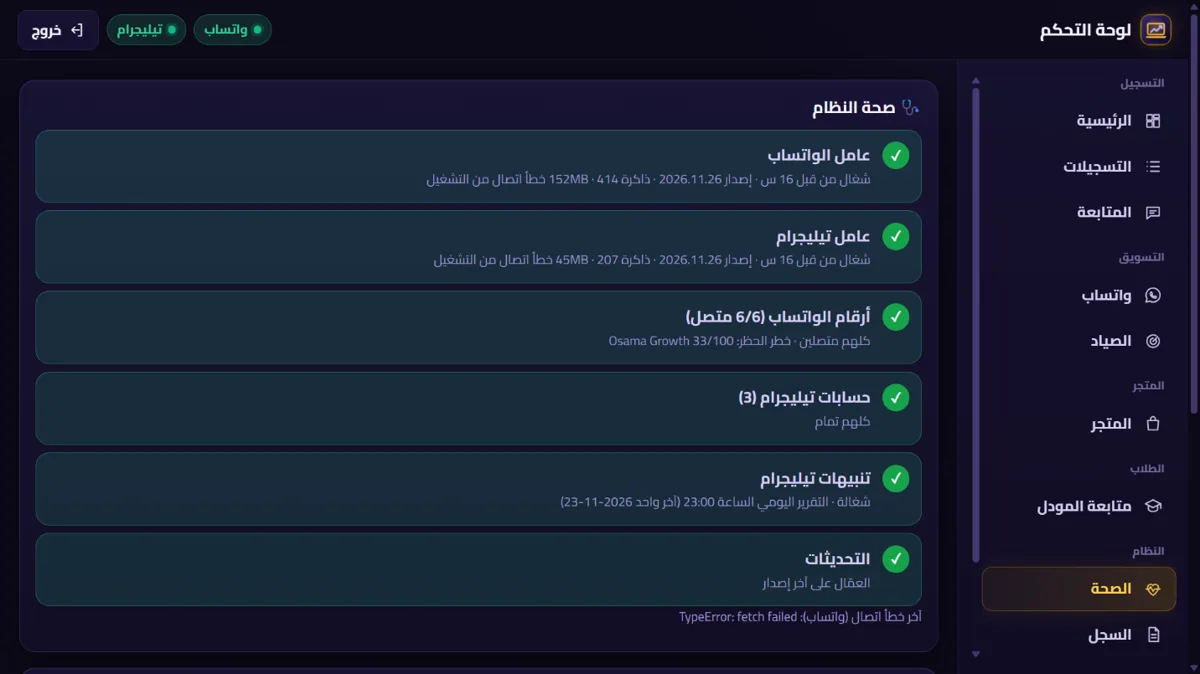 لوحة التحكم
واتساب
تيليجرام
خروج
التسجيل
الرئيسية
التسجيلات
المتابعة
التسويق
واتساب
الصياد
المتجر
المتجر
الطلاب
متابعة المودل
النظام
الصحة
السجل
صحة النظام
عامل الواتساب
شغال من قبل 16 س · إصدار 2026.11.26 · ذاكرة 152MB · 414 خطأ اتصال من التشغيل
عامل تيليجرام
شغال من قبل 16 س · إصدار 2026.11.26 · ذاكرة 45MB · 207 خطأ اتصال من التشغيل
أرقام الواتساب (6/6 متصل)
كلهم متصلين · خطر الحظر: Osama Growth 33/100
حسابات تيليجرام (3)
كلهم تمام
تنبيهات تيليجرام
شغالة · التقرير اليومي الساعة 23:00 (آخر واحد 2026-11-23)
التحديثات
العمّال على آخر إصدار
آخر خطأ اتصال (واتساب): TypeError: fetch failed